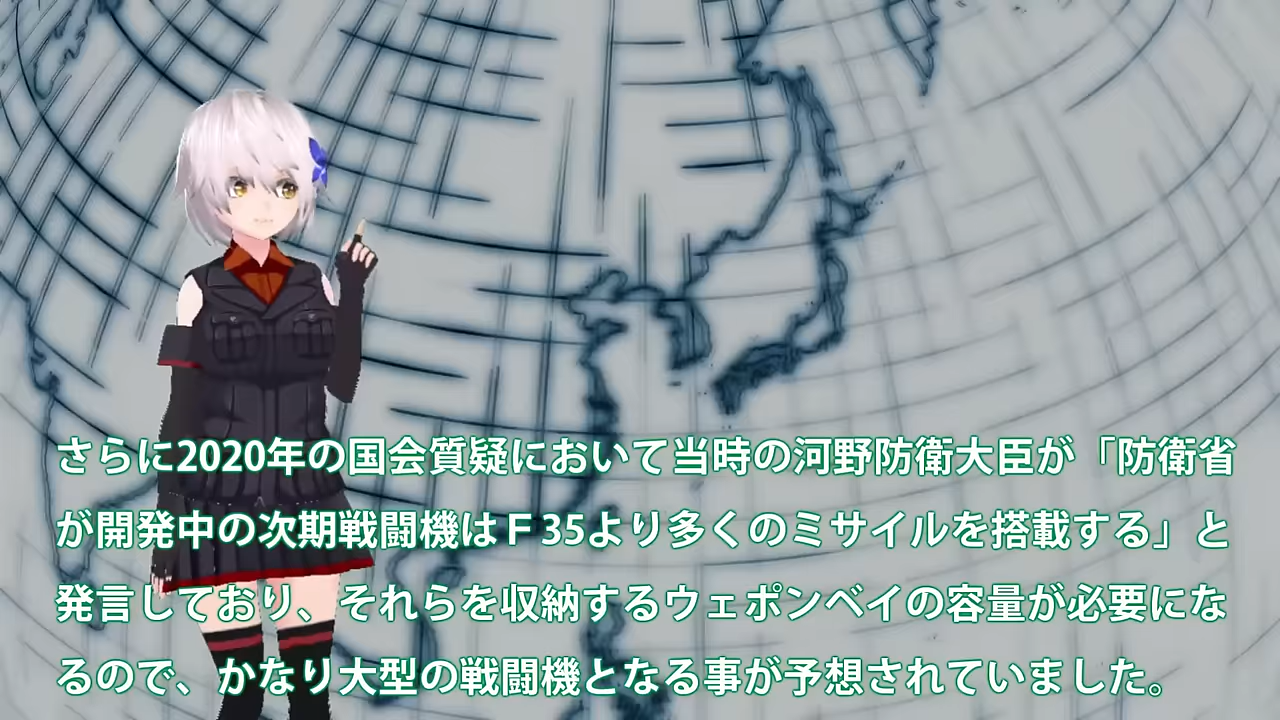 さらに2020年の国会質疑において当時の河野防衛大臣が「防衛省
が開発中の次期戦闘機はＦ35より多くのミサイルを搭載する」と
発言しており、それらを収納するウェポンベイの容量が必要にな
るので、かなり大型の戦闘機となる事が予想されていました。